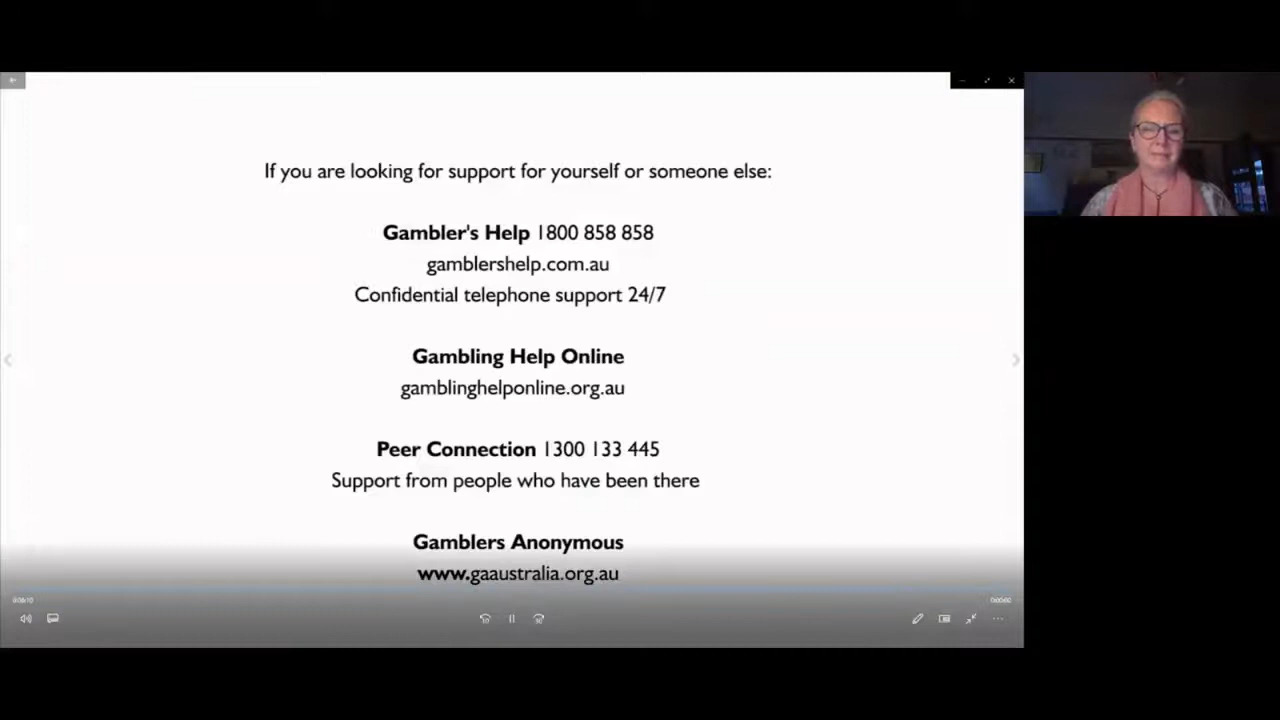 If you are looking for support for yourself or someone else:
Gambler's Help 1800 858 858
gamblershelp.com.au
Confidential telephone support 24/7
Gambling Help Online
gamblinghelponline.org.au
Peer Connection 1300 133 445
Support from people who have been there
Gamblers Anonymous
www.gaaustralia.org.au